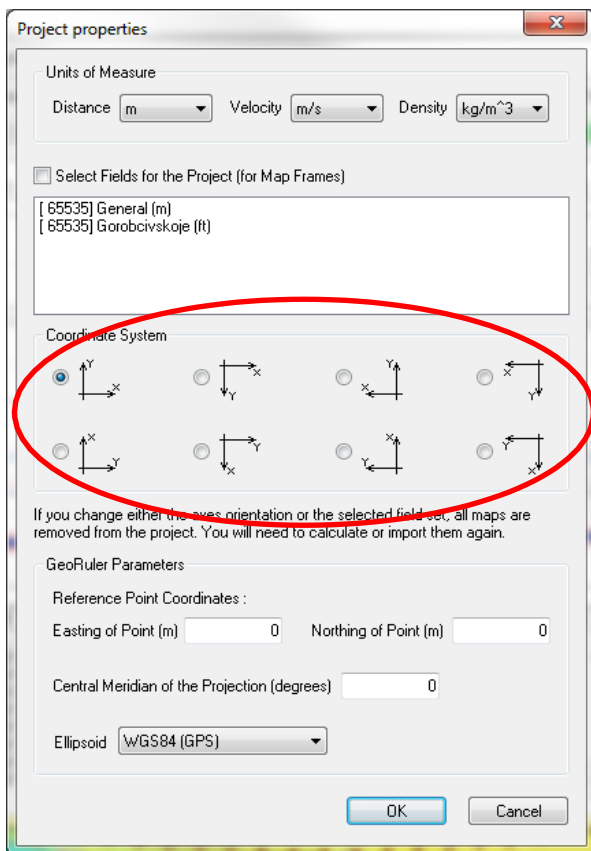 Project properties
Units of Measure
Distance m Velocity m/s Density kg/m^3
Select Fields for the Project (for Map Frames)
[ 65535] General (m)
[ 65535] Gorobcivskoje (ft)
Coordinate System
Y X X Y Y X X Y
X Y Y X X Y Y X
If you change either the axes orientation or the selected field set, all maps are
removed from the project. You will need to calculate or import them again.
GeoRuler Parameters
Reference Point Coordinates :
Easting of Point (m) 0 Northing of Point (m) 0
Central Meridian of the Projection (degrees) 0
Ellipsoid WGS84 (GPS)
OK Cancel